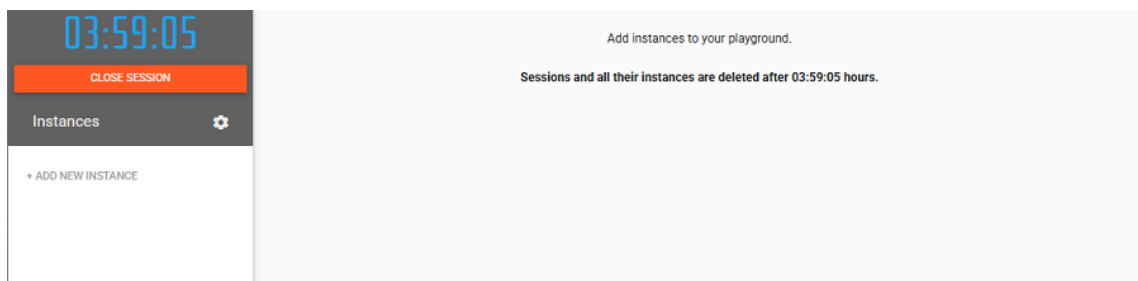 03:59:05
CLOSE SESSION
Instances
+ ADD NEW INSTANCE
Add instances to your playground.
Sessions and all their instances are deleted after 03:59:05 hours.